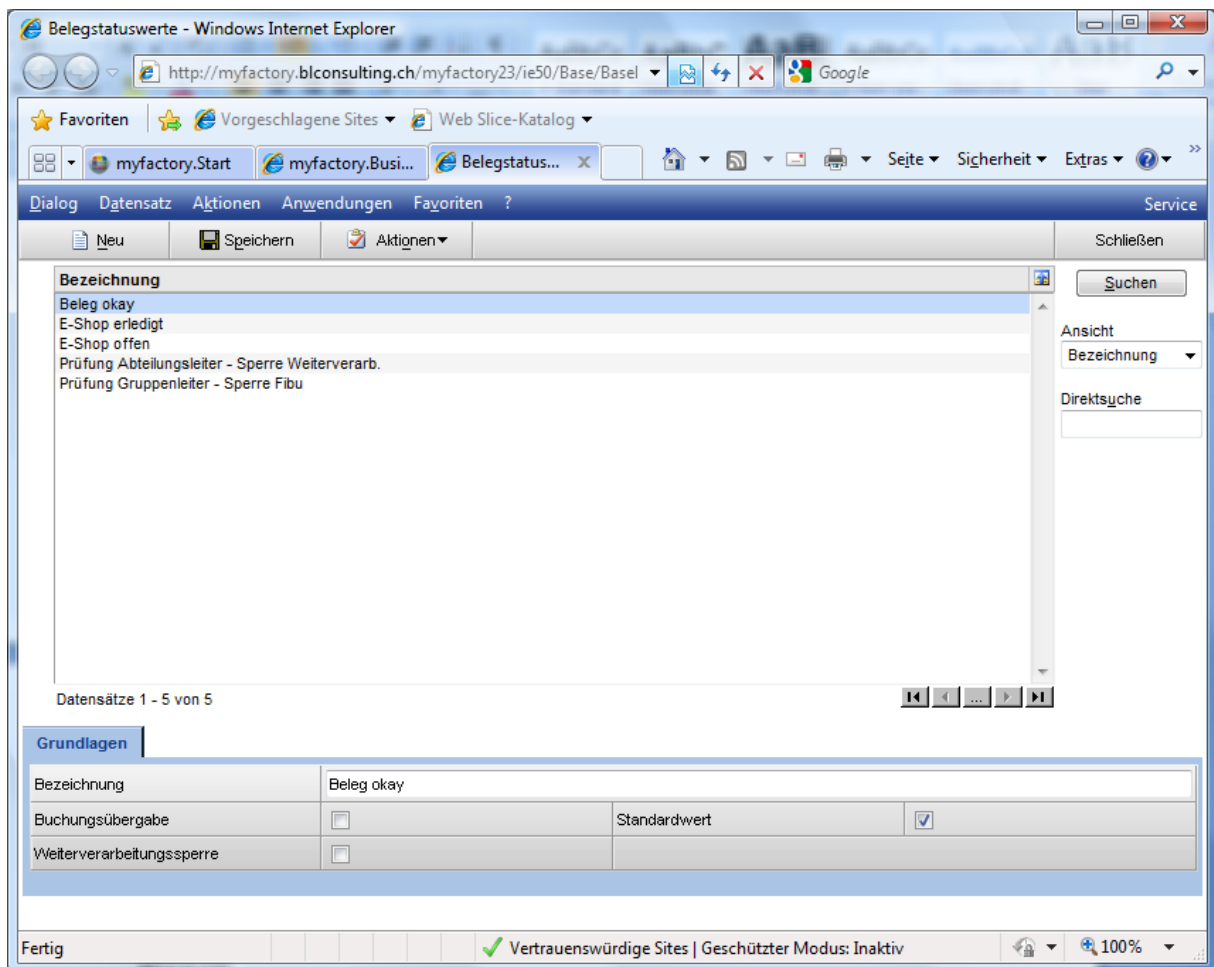 Belegstatuswerte - Windows Internet Explorer
http://myfactory.blconsulting.ch/myfactory23/ie50/Base/Basel
Google
Favoriten Vorgeschlagene Sites Web Slice-Katalog
myfactory.Start myfactory.Busi... Belegstatus... x Seite Sicherheit Extras »
Dialog Datensatz Aktionen Anwendungen Favoriten ? Service
Neu Speichern Aktionen Schließen
Bezeichnung
Suchen
Beleg okay
E-Shop erledigt
E-Shop offen
Prüfung Abteilungsleiter - Sperre Weiterverarb.
Prüfung Gruppenleiter - Sperre Fibu
Ansicht
Bezeichnung
Direktsuche
Datensätze 1 - 5 von 5
...
Grundlagen
Bezeichnung Beleg okay
Buchungsübergabe Standardwert
Weiterverarbeitungssperre
Fertig Vertrauenswürdige Sites | Geschützter Modus: Inaktiv 100%